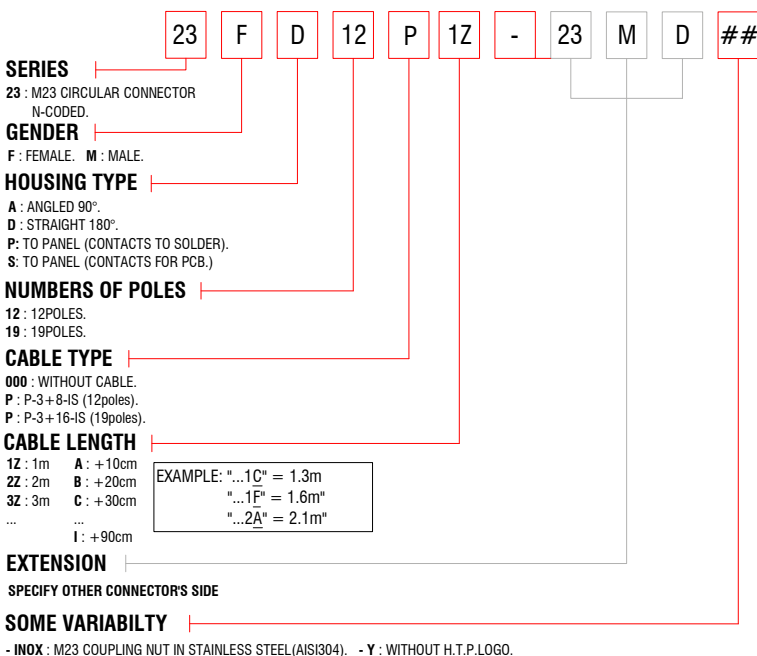 23 F D 12 P 1Z - 23 M D ##
SERIES
23 : M23 CIRCULAR CONNECTOR
N-CODED.
GENDER
F : FEMALE. M : MALE.
HOUSING TYPE
A : ANGLED 90°.
D : STRAIGHT 180°.
P: TO PANEL (CONTACTS TO SOLDER).
S: TO PANEL (CONTACTS FOR PCB.)
NUMBERS OF POLES
12 : 12POLES.
19 : 19POLES.
CABLE TYPE
000 : WITHOUT CABLE.
P : P-3+8-IS (12poles).
P : P-3+16-IS (19poles).
CABLE LENGTH
1Z : 1m A : +10cm
2Z : 2m B : +20cm
3Z : 3m C : +30cm
... ...
I : +90cm
EXAMPLE: "...1C" = 1.3m
"...1F" = 1.6m"
"...2A" = 2.1m"
EXTENSION
SPECIFY OTHER CONNECTOR'S SIDE
SOME VARIABILTY
- INOX : M23 COUPLING NUT IN STAINLESS STEEL(AISI304). - Y : WITHOUT H.T.P.LOGO.